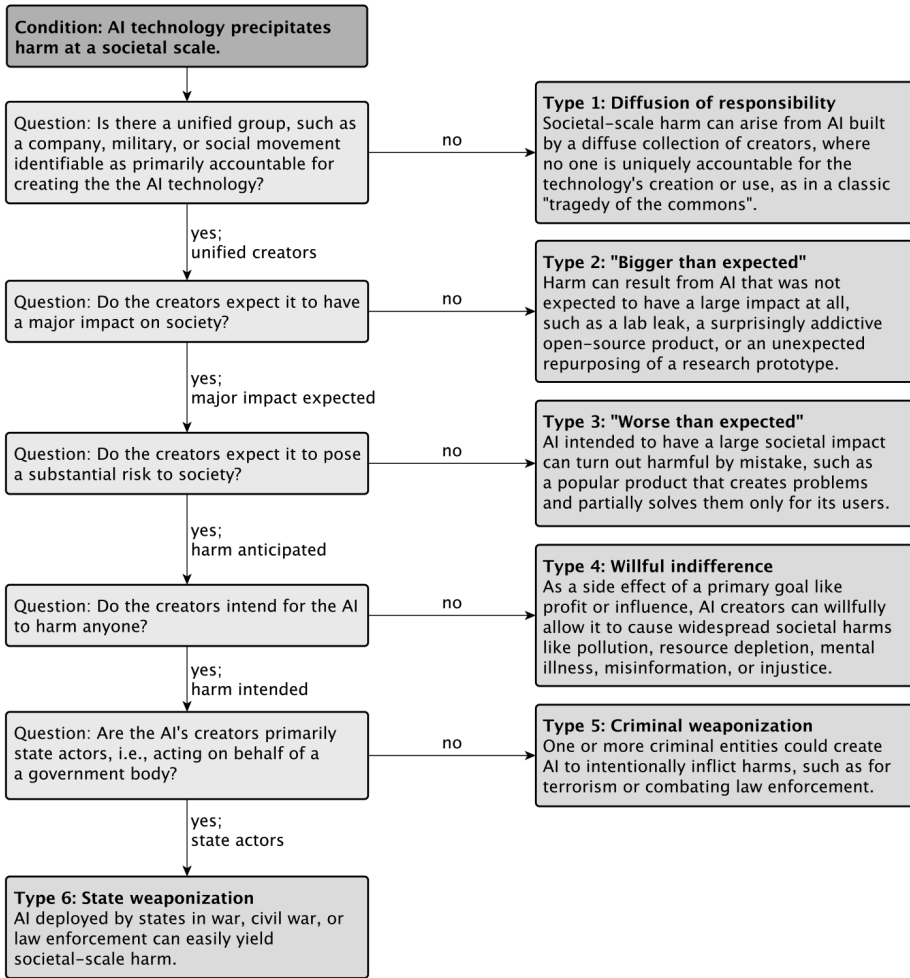 Condition: AI technology precipitates
harm at a societal scale.
Question: Is there a unified group, such as
a company, military, or social movement
identifiable as primarily accountable for
creating the the AI technology?
no
Type 1: Diffusion of responsibility
Societal-scale harm can arise from AI built
by a diffuse collection of creators, where
no one is uniquely accountable for the
technology's creation or use, as in a classic
"tragedy of the commons".
yes;
unified creators
Question: Do the creators expect it to have
a major impact on society?
no
Type 2: "Bigger than expected"
Harm can result from AI that was not
expected to have a large impact at all,
such as a lab leak, a surprisingly addictive
open-source product, or an unexpected
repurposing of a research prototype.
yes;
major impact expected
Question: Do the creators expect it to pose
a substantial risk to society?
no
Type 3: "Worse than expected"
AI intended to have a large societal impact
can turn out harmful by mistake, such as
a popular product that creates problems
and partially solves them only for its users.
yes;
harm anticipated
Question: Do the creators intend for the AI
to harm anyone?
no
Type 4: Willful indifference
As a side effect of a primary goal like
profit or influence, AI creators can willfully
allow it to cause widespread societal harms
like pollution, resource depletion, mental
illness, misinformation, or injustice.
yes;
harm intended
Question: Are the AI's creators primarily
state actors, i.e., acting on behalf of a
a government body?
no
Type 5: Criminal weaponization
One or more criminal entities could create
AI to intentionally inflict harms, such as for
terrorism or combating law enforcement.
yes;
state actors
Type 6: State weaponization
AI deployed by states in war, civil war, or
law enforcement can easily yield
societal-scale harm.